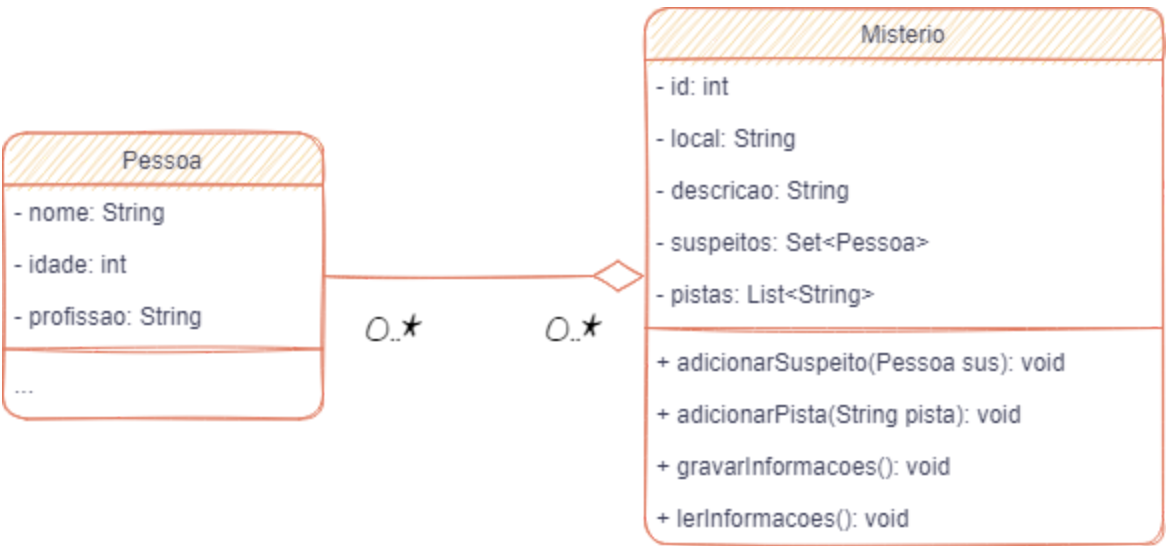 Pessoa
- nome: String
- idade: int
- profissao: String
...
0..*
0..*
Misterio
- id: int
- local: String
- descricao: String
- suspeitos: Set<Pessoa>
- pistas: List<String>
+ adicionarSuspeito(Pessoa sus): void
+ adicionarPista(String pista): void
+ gravarInformacoes(): void
+ lerInformacoes(): void